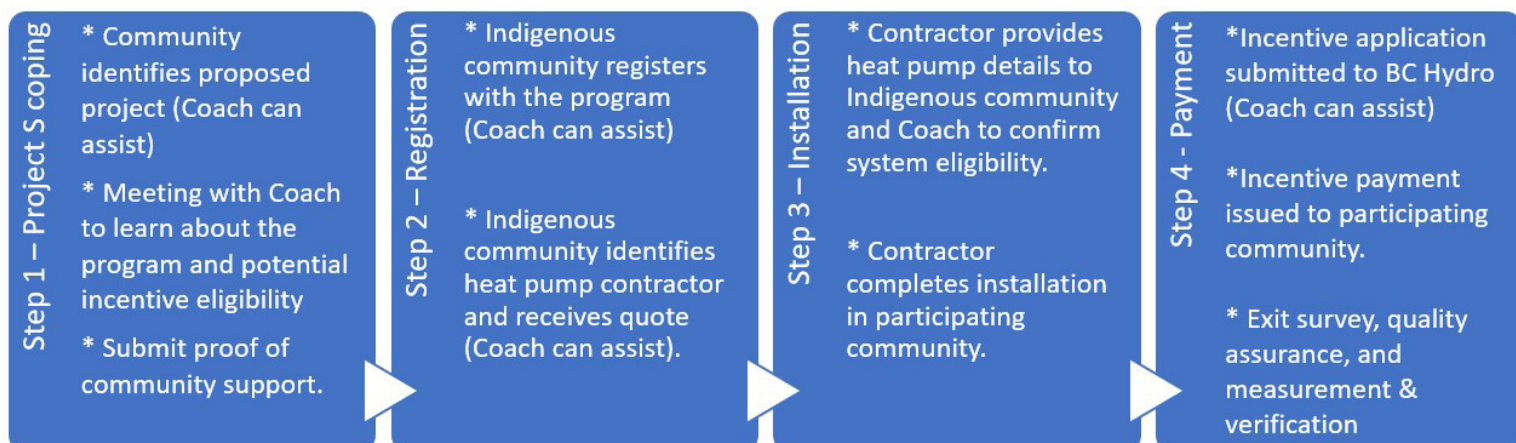 Step 1 – Project S coping
* Community
identifies proposed
project (Coach can
assist)
* Meeting with Coach
to learn about the
program and potential
incentive eligibility
* Submit proof of
community support.
Step 2 – Registration
* Indigenous
community registers
with the program
(Coach can assist)
* Indigenous
community identifies
heat pump contractor
and receives quote
(Coach can assist).
Step 3 – Installation
* Contractor provides
heat pump details to
Indigenous community
and Coach to confirm
system eligibility.
* Contractor
completes installation
in participating
community.
Step 4 - Payment
*Incentive application
submitted to BC Hydro
(Coach can assist)
*Incentive payment
issued to participating
community.
* Exit survey, quality
assurance, and
measurement &
verification